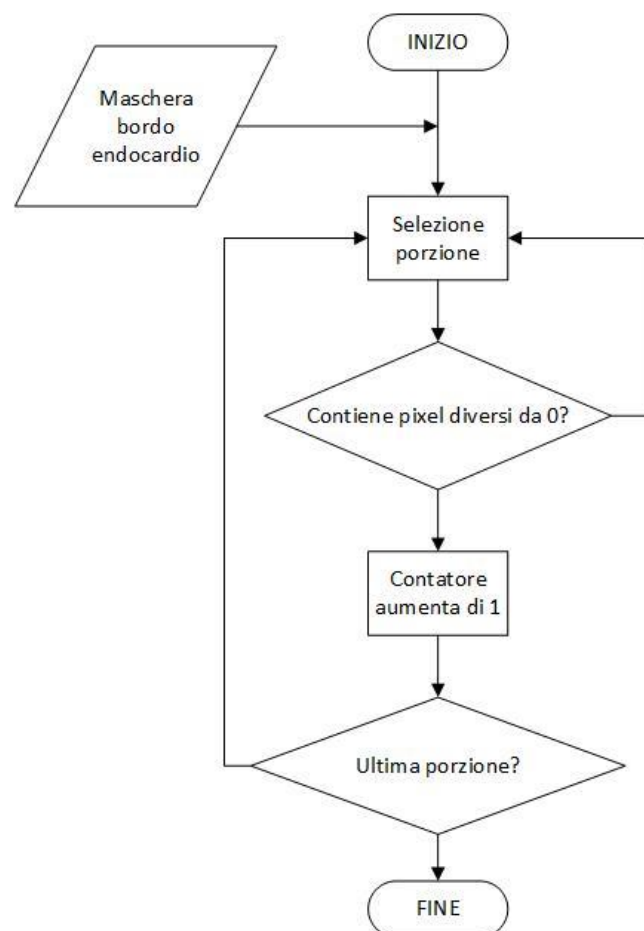 INIZIO
Maschera
bordo
endocardio
Selezione
porzione
Contiene pixel diversi da 0?
Contatore
aumenta di 1
Ultima porzione?
FINE